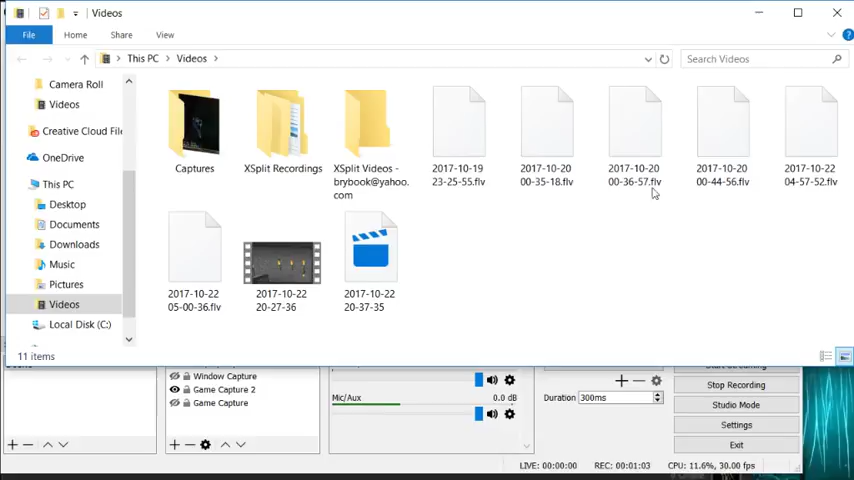 Videos
File
Home
Share
View
This PC
Videos
Search Videos
Camera Roll
Videos
Creative Cloud File
OneDrive
This PC
Desktop
Documents
Downloads
Music
Pictures
Videos
Local Disk (C:)
Captures
XSplit Recordings
XSplit Videos -
brybook@yahoo.
com
2017-10-19
23-25-55.flv
2017-10-20
00-35-18.flv
2017-10-20
00-36-57.flv
2017-10-20
00-44-56.flv
2017-10-22
04-57-52.flv
2017-10-22
05-00-36.flv
2017-10-22
20-27-36
2017-10-22
20-37-35
11 items
Window Capture
Game Capture 2
Game Capture
Mic/Aux
0.0 dB
Duration
300ms
Stop Recording
Studio Mode
Settings
Exit
LIVE: 00:00:00
REC: 00:01:03
CPU: 11.6%, 30.00 fps